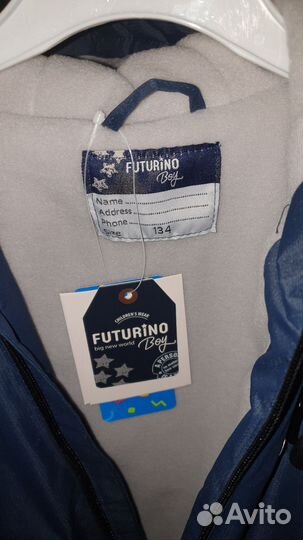 FUTURiNO
Boy
Name
Address
Phone
Size 134
CHILDREN'S WEAR
FUTURiNO
big new world Boy
Avito